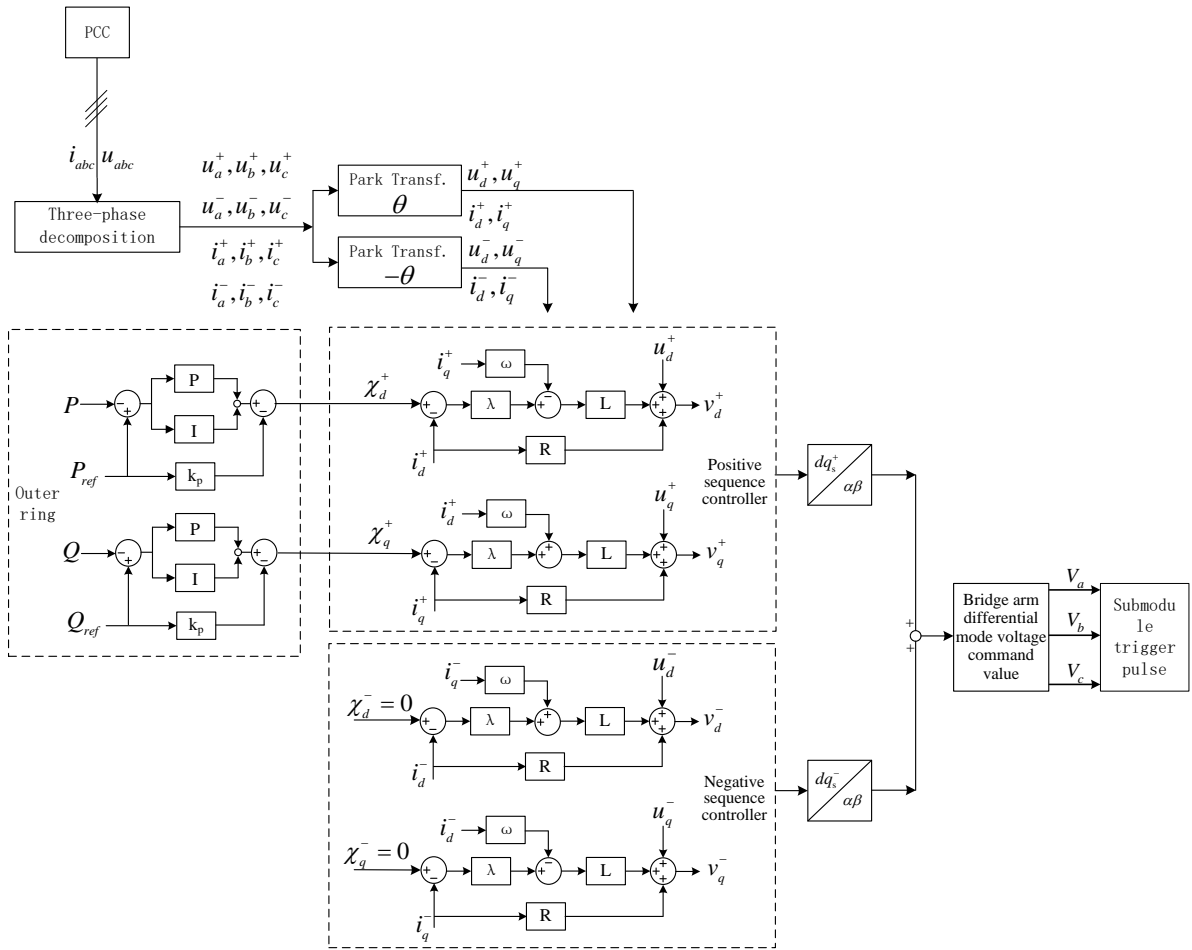 PCC
i_abc u_abc
Three-phase
decomposition
u_a^+, u_b^+, u_c^+
u_a^-, u_b^-, u_c^-
i_a^+, i_b^+, i_c^+
i_a^-, i_b^-, i_c^-
Park Transf.
θ
u_d^+, u_q^+
i_d^+, i_q^+
Park Transf.
-θ
u_d^-, u_q^-
i_d^-, i_q^-
Outer
ring
P
- +
P
I
+ -
P_ref
k_p
Q
- +
P
I
+ -
Q_ref
k_p
χ_d^+
+ -
i_q^+
ω
λ
+ -
L
u_d^+
+ + +
v_d^+
i_d^+
R
χ_q^+
+ -
i_d^+
ω
λ
+ +
L
u_q^+
+ + +
v_q^+
i_q^+
R
Positive
sequence
controller
dq_s^+
αβ
χ_d^- = 0
+ -
i_q^-
ω
λ
+ +
L
u_d^-
+ + +
v_d^-
i_d^-
R
χ_q^- = 0
+ -
i_d^-
ω
λ
+ -
L
u_q^-
+ + +
v_q^-
i_q^-
R
Negative
sequence
controller
dq_s^-
αβ
+
+
Bridge arm
differential
mode voltage
command
value
V_a
V_b
V_c
Submodu
le
trigger
pulse